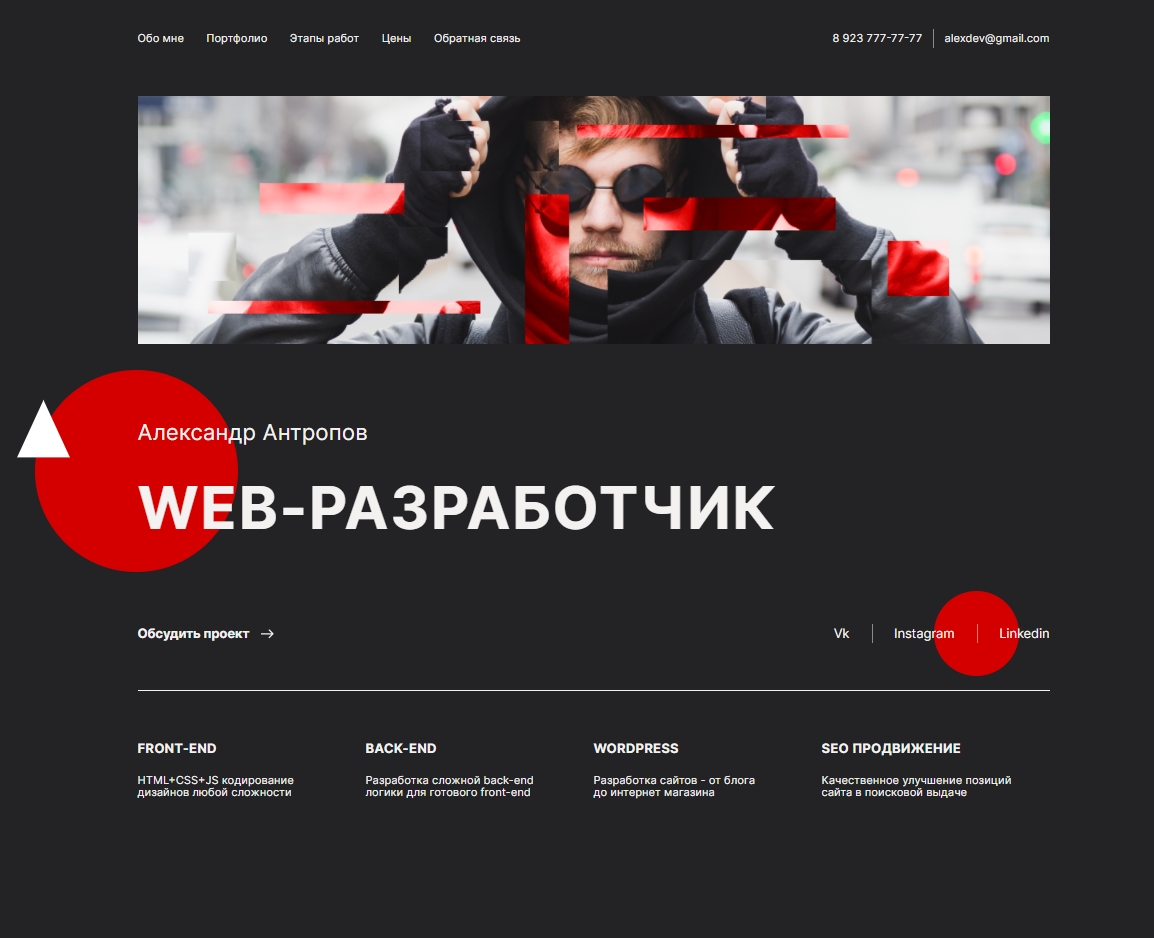 Обо мне Портфолио Этапы работ Цены Обратная связь 8 923 777-77-77 alexdev@gmail.com
Александр Антропов
WEB-РАЗРАБОТЧИК
Обсудить проект → Vk Instagram Linkedin
FRONT-END
HTML+CSS+JS кодирование
дизайнов любой сложности
BACK-END
Разработка сложной back-end
логики для готового front-end
WORDPRESS
Разработка сайтов - от блога
до интернет магазина
SEO ПРОДВИЖЕНИЕ
Качественное улучшение позиций
сайта в поисковой выдаче